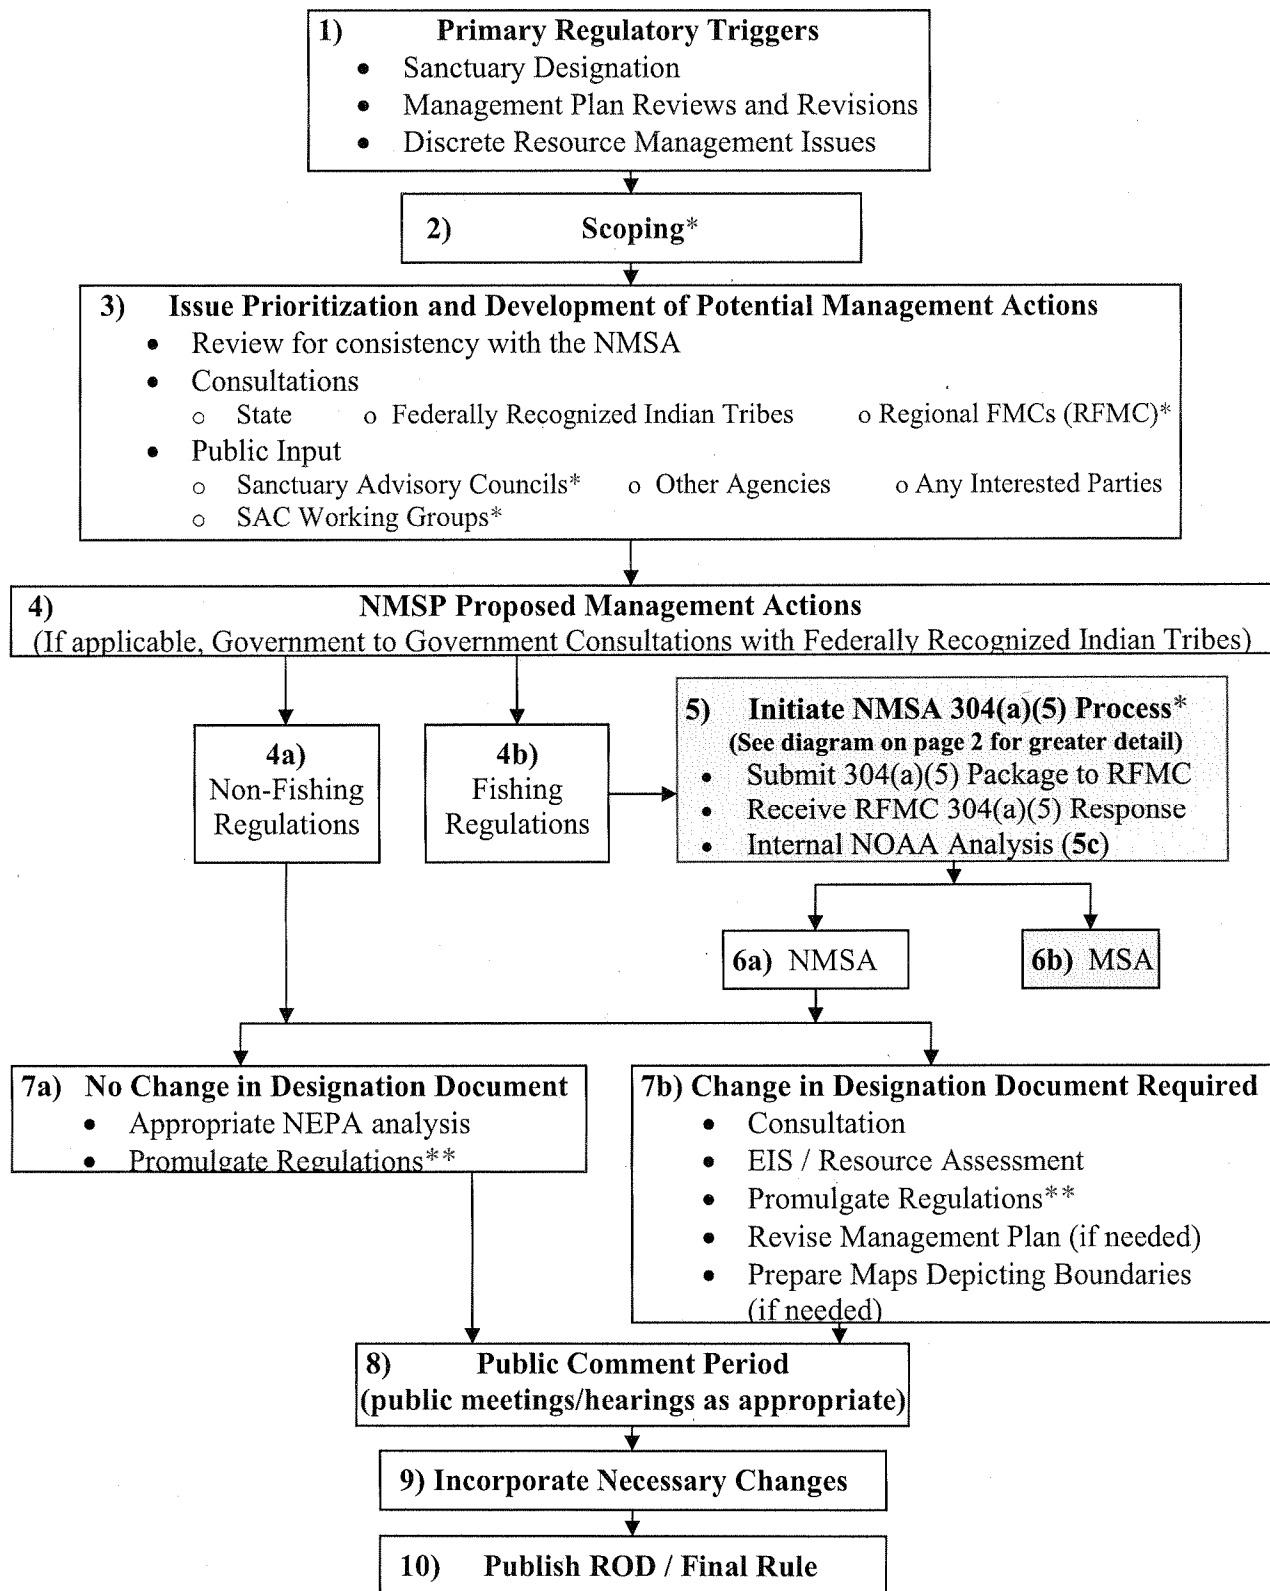 1) Primary Regulatory Triggers
• Sanctuary Designation
• Management Plan Reviews and Revisions
• Discrete Resource Management Issues
2) Scoping*
3) Issue Prioritization and Development of Potential Management Actions
• Review for consistency with the NMSA
• Consultations
o State o Federally Recognized Indian Tribes o Regional FMCs (RFMC)*
• Public Input
o Sanctuary Advisory Councils* o Other Agencies o Any Interested Parties
o SAC Working Groups*
4) NMSP Proposed Management Actions
(If applicable, Government to Government Consultations with Federally Recognized Indian Tribes)
4a)
Non-Fishing
Regulations
4b)
Fishing
Regulations
5) Initiate NMSA 304(a)(5) Process*
(See diagram on page 2 for greater detail)
• Submit 304(a)(5) Package to RFMC
• Receive RFMC 304(a)(5) Response
• Internal NOAA Analysis (5c)
6a) NMSA
6b) MSA
7a) No Change in Designation Document
• Appropriate NEPA analysis
• Promulgate Regulations**
7b) Change in Designation Document Required
• Consultation
• EIS / Resource Assessment
• Promulgate Regulations**
• Revise Management Plan (if needed)
• Prepare Maps Depicting Boundaries
(if needed)
8) Public Comment Period
(public meetings/hearings as appropriate)
9) Incorporate Necessary Changes
10) Publish ROD / Final Rule